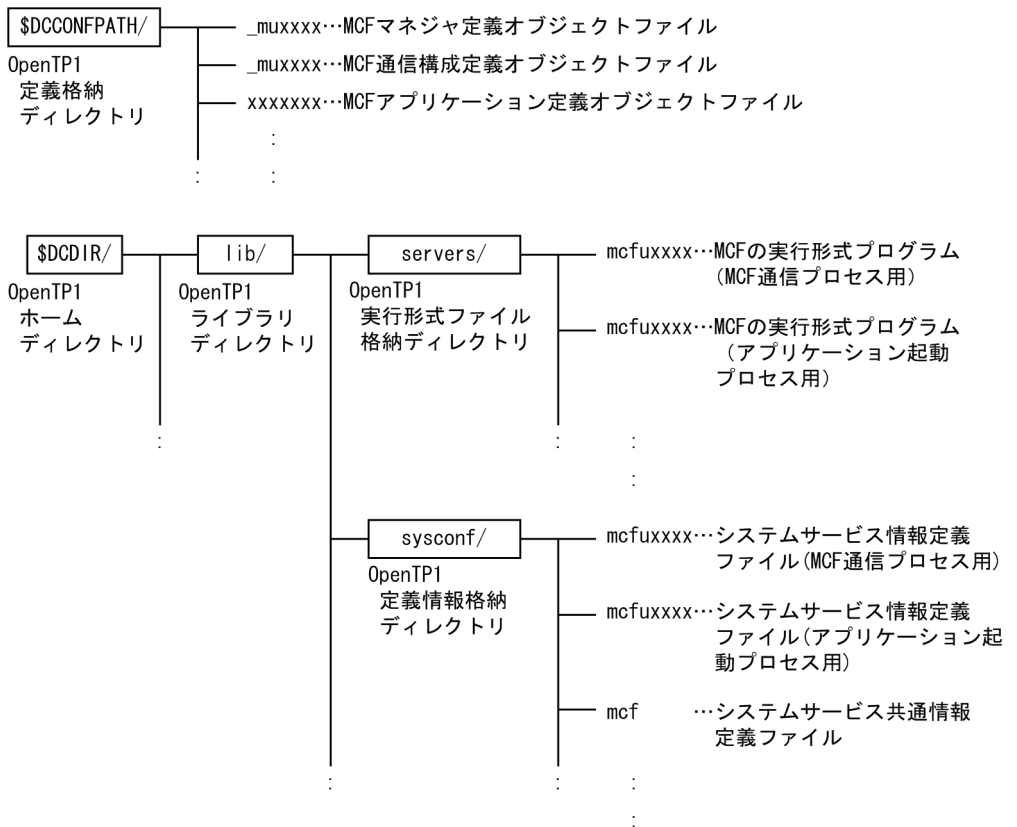 $DCCONFPATH/
_muxxxx…MCFマネジャ定義オブジェクトファイル
OpenTP1
定義格納
ディレクトリ
_muxxxx…MCF通信構成定義オブジェクトファイル
xxxxxxx…MCFアプリケーション定義オブジェクトファイル
:
: :
$DCDIR/
OpenTP1
ホーム
ディレクトリ
:
lib/
OpenTP1
ライブラリ
ディレクトリ
servers/
OpenTP1
実行形式ファイル
格納ディレクトリ
mcfuxxxx…MCFの実行形式プログラム
(MCF通信プロセス用)
mcfuxxxx…MCFの実行形式プログラム
(アプリケーション起動
プロセス用)
: :
:
sysconf/
OpenTP1
定義情報格納
ディレクトリ
mcfuxxxx…システムサービス情報定義
ファイル(MCF通信プロセス用)
mcfuxxxx…システムサービス情報定義
ファイル(アプリケーション起
動プロセス用)
mcf …システムサービス共通情報
定義ファイル
: : :
: